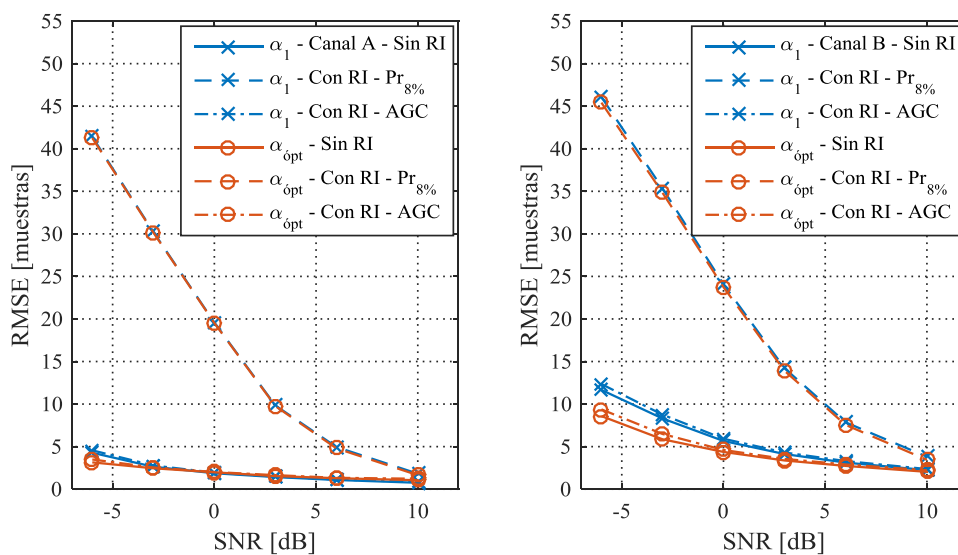 55
50
45
40
35
30
25
20
15
10
5
0
-5
0
5
10
RMSE [muestras]
SNR [dB]
α1 - Canal A - Sin RI
α1 - Con RI - Pr8%
α1 - Con RI - AGC
αópt - Sin RI
αópt - Con RI - Pr8%
αópt - Con RI - AGC
55
50
45
40
35
30
25
20
15
10
5
0
-5
0
5
10
RMSE [muestras]
SNR [dB]
α1 - Canal B - Sin RI
α1 - Con RI - Pr8%
α1 - Con RI - AGC
αópt - Sin RI
αópt - Con RI - Pr8%
αópt - Con RI - AGC